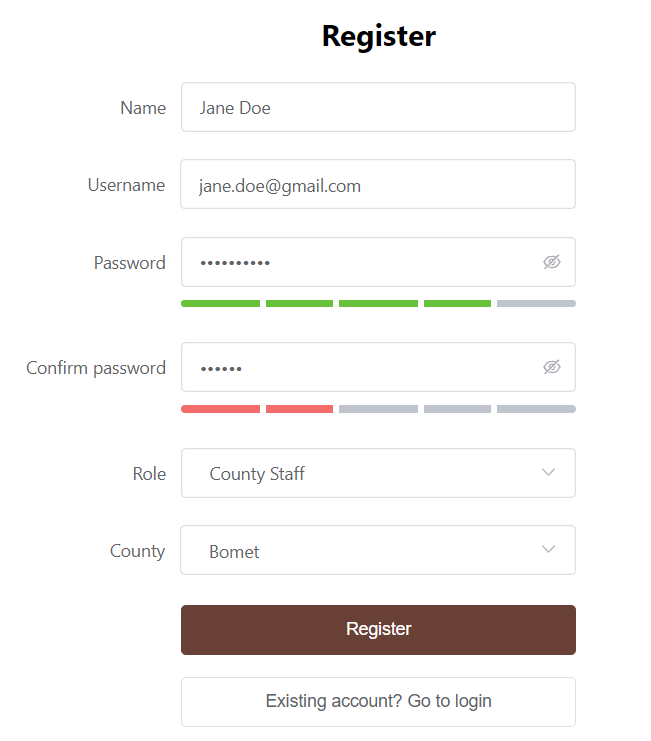 Register
Name
Jane Doe
Username
jane.doe@gmail.com
Password
••••••••••
Confirm password
••••••
Role
County Staff
County
Bomet
Register
Existing account? Go to login